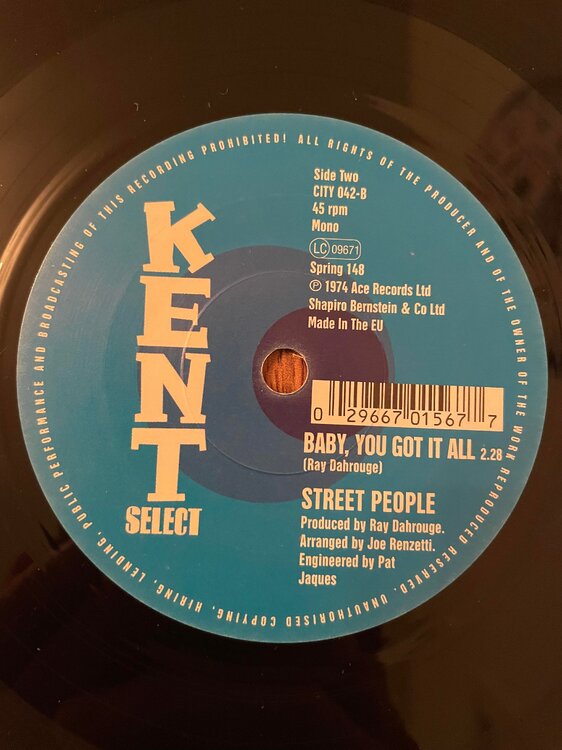 KENT
SELECT
Side Two
CITY 042-B
45 rpm
Mono
LC 09671
Spring 148
℗ 1974 Ace Records Ltd
Shapiro Bernstein & Co Ltd
Made In The EU
0 29667 01567 7
BABY, YOU GOT IT ALL 2.28
(Ray Dahrouge)
STREET PEOPLE
Produced by Ray Dahrouge.
Arranged by Joe Renzetti.
Engineered by Pat
Jaques
ALL RIGHTS OF THE PRODUCER AND OF THE OWNER OF THE WORK REPRODUCED RESERVED. UNAUTHORISED COPYING, HIRING, LENDING, PUBLIC PERFORMANCE AND BROADCASTING OF THIS RECORDING PROHIBITED!